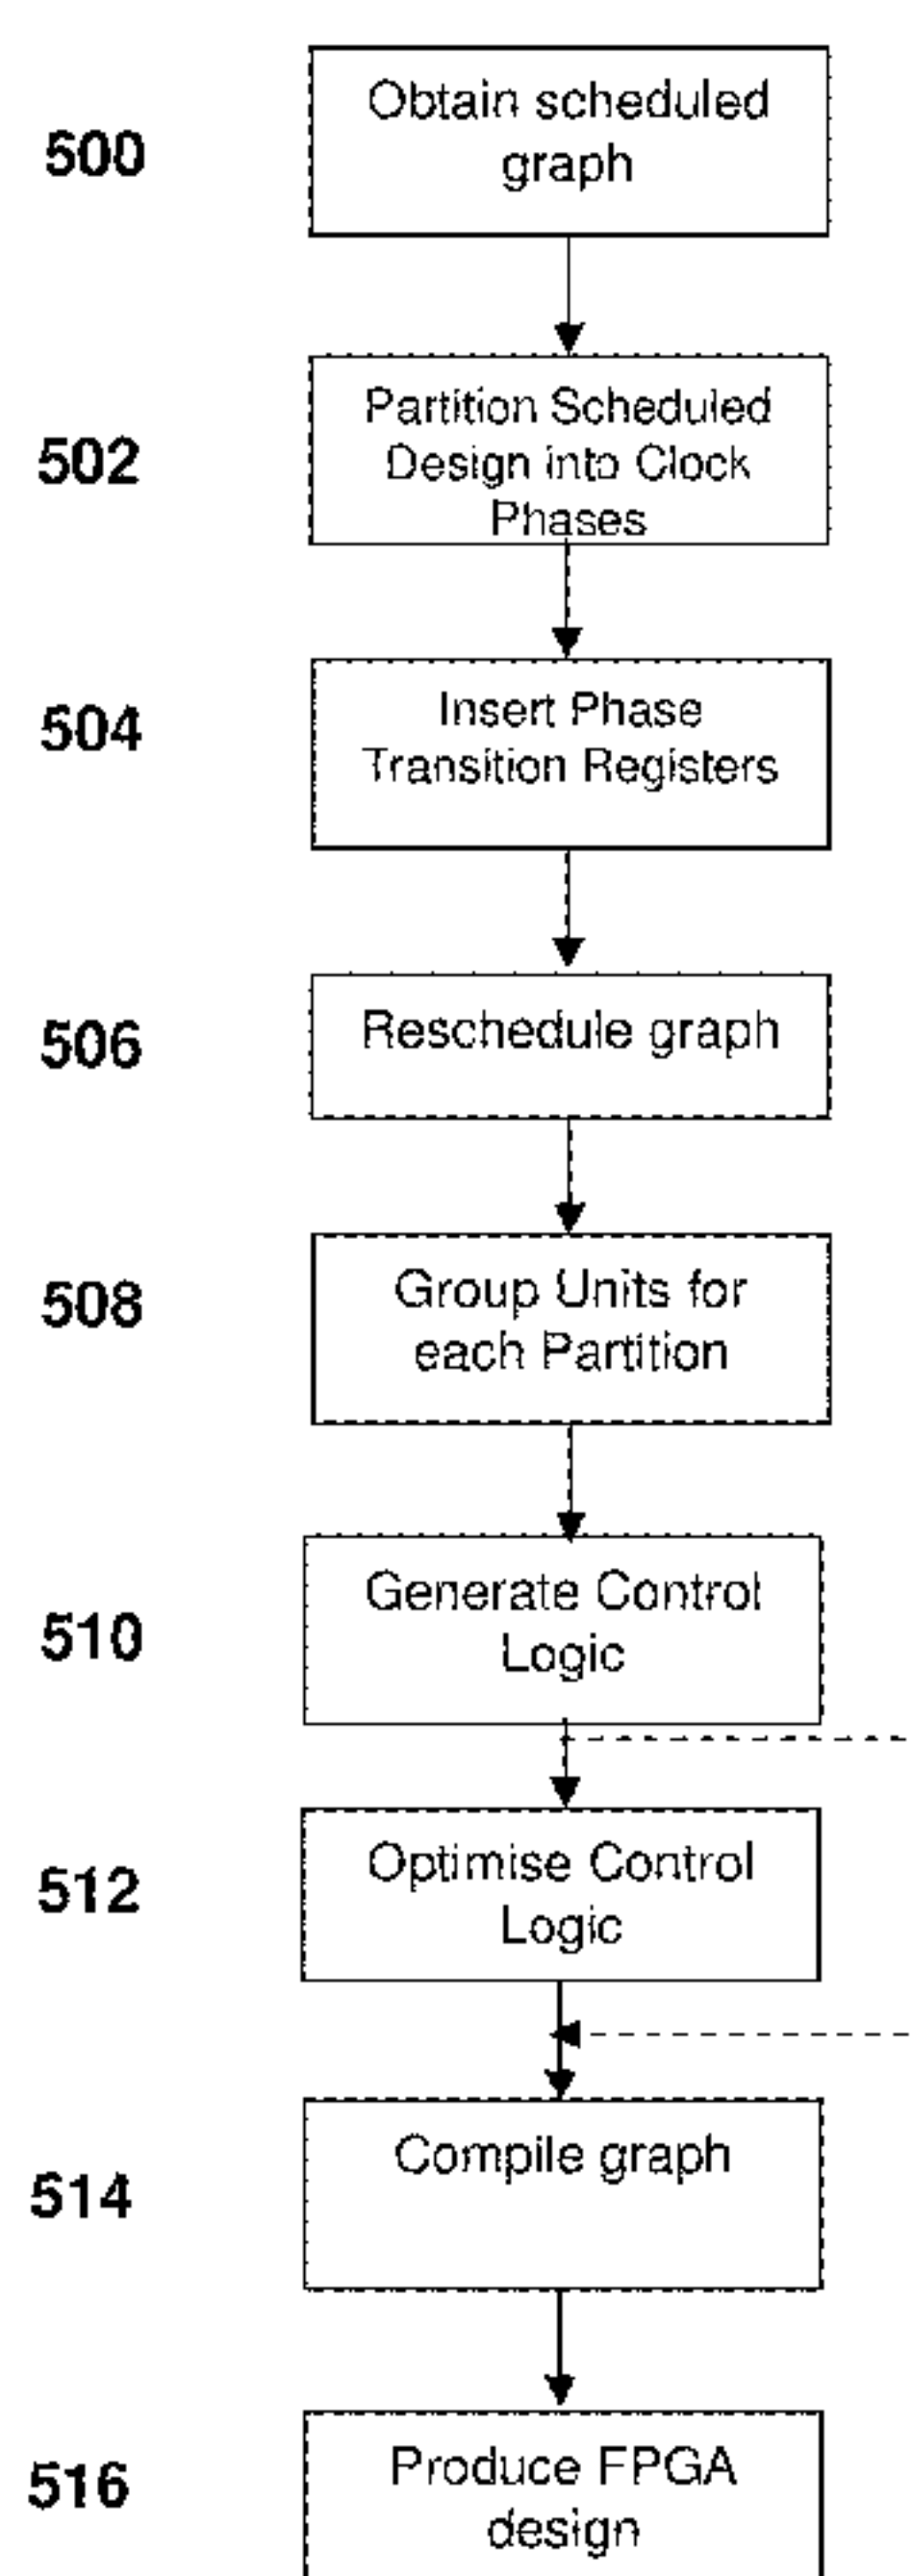 500
Obtain scheduled
graph
502
Partition Scheduled
Design into Clock
Phases
504
Insert Phase
Transition Registers
506
Reschedule graph
508
Group Units for
each Partition
510
Generate Control
Logic
512
Optimise Control
Logic
514
Compile graph
516
Produce FPGA
design